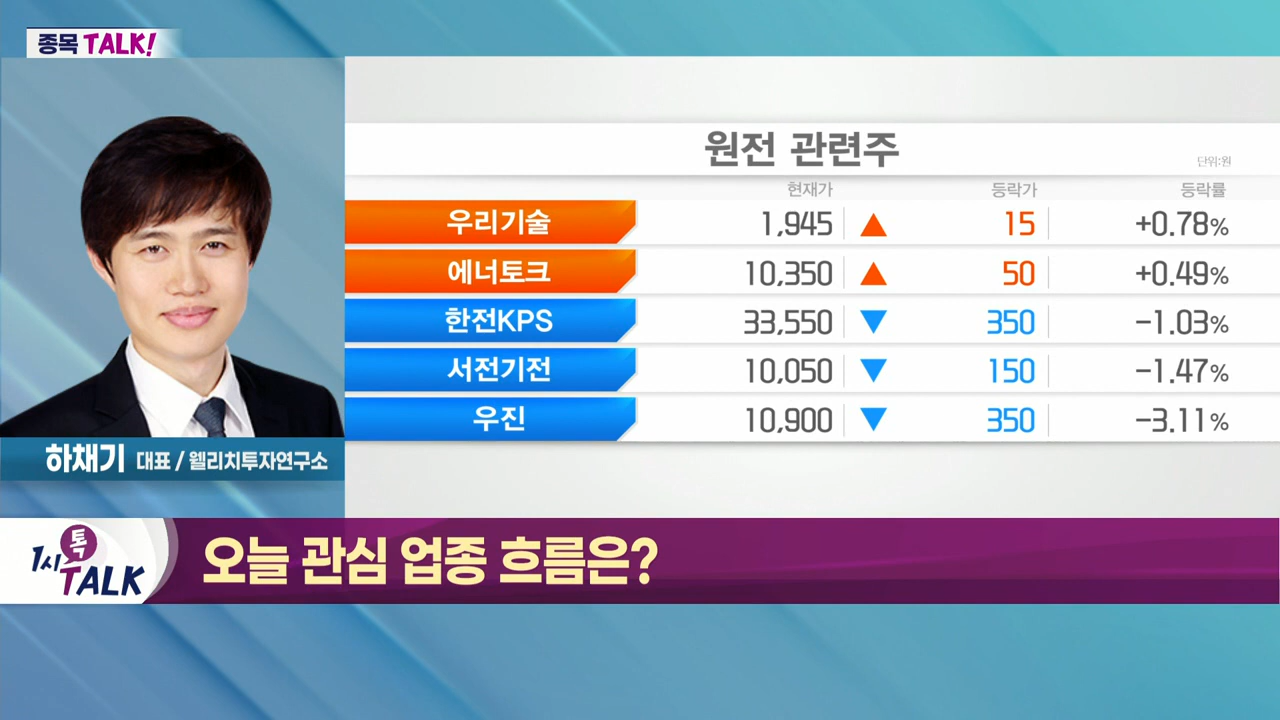 종목 TALK!
원전 관련주
단위:원
현재가 등락가 등락률
우리기술 1,945 ▲ 15 +0.78%
에너토크 10,350 ▲ 50 +0.49%
한전KPS 33,550 ▼ 350 -1.03%
서전기전 10,050 ▼ 150 -1.47%
우진 10,900 ▼ 350 -3.11%
하채기 대표 / 웰리치투자연구소
1시 톡 TALK
오늘 관심 업종 흐름은?